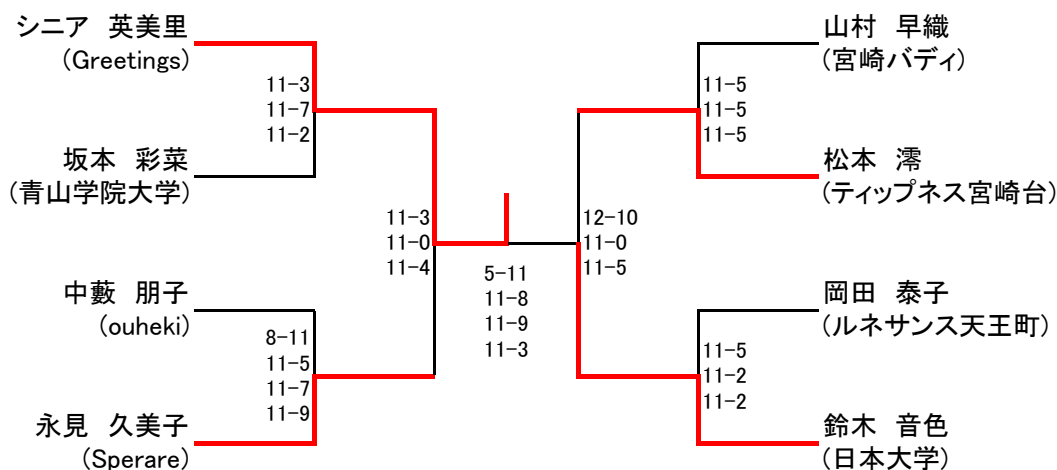 シニア 英美里
(Greetings)
11-3
11-7
11-2
坂本 彩菜
(青山学院大学)
11-3
11-0
11-4
中藪 朋子
(ouheki)
8-11
11-5
11-7
11-9
永見 久美子
(Sperare)
5-11
11-8
11-9
11-3
山村 早織
(宮崎バディ)
11-5
11-5
11-5
松本 澪
(ティップネス宮崎台)
12-10
11-0
11-5
岡田 泰子
(ルネサンス天王町)
11-5
11-2
11-2
鈴木 音色
(日本大学)